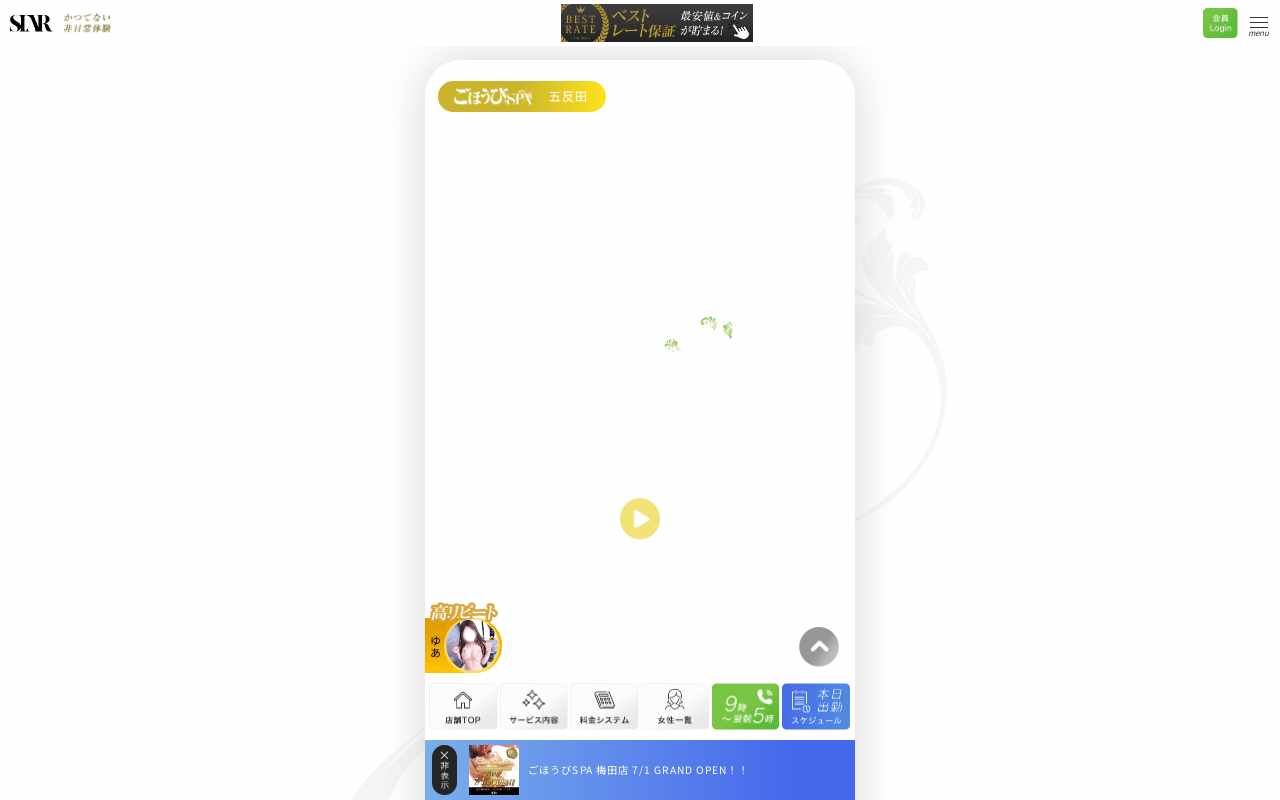 STAR
かつてない
非日常体験
BEST
RATE
ベスト
レート保証
最安値&コイン
が貯まる!
会員
Login
menu
ごほうびSPA 五反田
高リピート
ゆあ
店舗TOP
サービス内容
料金システム
女性一覧
9時
〜翌朝5時
本日
出勤
スケジュール
×非表示
ごほうびSPA 梅田店 7/1 GRAND OPEN！！